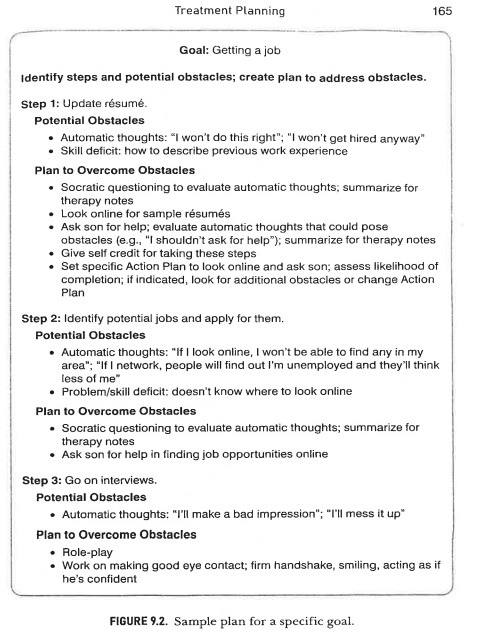 Treatment Planning 165
Goal: Getting a job
Identify steps and potential obstacles; create plan to address obstacles.
Step 1: Update résumé.
Potential Obstacles
• Automatic thoughts: “I won’t do this right”; “I won’t get hired anyway”
• Skill deficit: how to describe previous work experience
Plan to Overcome Obstacles
• Socratic questioning to evaluate automatic thoughts; summarize for
therapy notes
• Look online for sample résumés
• Ask son for help; evaluate automatic thoughts that could pose
obstacles (e.g., “I shouldn’t ask for help”); summarize for therapy notes
• Give self credit for taking these steps
• Set specific Action Plan to look online and ask son; assess likelihood of
completion; if indicated, look for additional obstacles or change Action
Plan
Step 2: Identify potential jobs and apply for them.
Potential Obstacles
• Automatic thoughts: “If I look online, I won’t be able to find any in my
area”; “If I network, people will find out I’m unemployed and they’ll think
less of me”
• Problem/skill deficit: doesn’t know where to look online
Plan to Overcome Obstacles
• Socratic questioning to evaluate automatic thoughts; summarize for
therapy notes
• Ask son for help in finding job opportunities online
Step 3: Go on interviews.
Potential Obstacles
• Automatic thoughts: “I’ll make a bad impression”; “I’ll mess it up”
Plan to Overcome Obstacles
• Role-play
• Work on making good eye contact; firm handshake, smiling, acting as if
he’s confident
FIGURE 9.2. Sample plan for a specific goal.